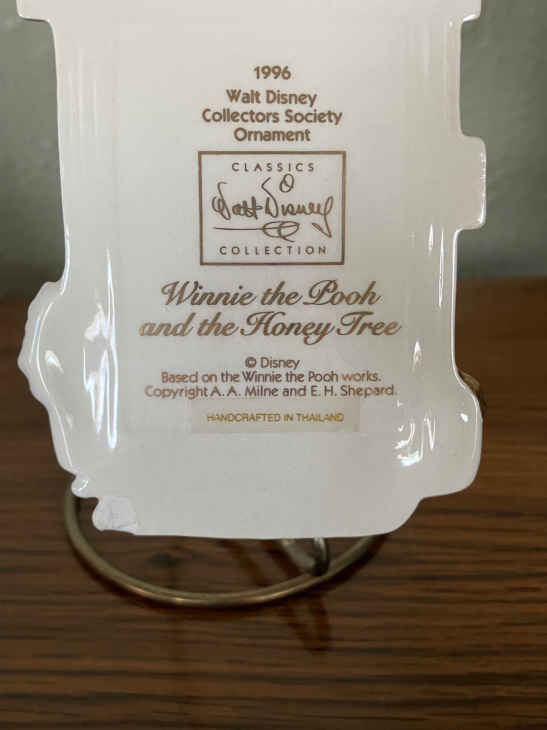 1996
Walt Disney
Collectors Society
Ornament
CLASSICS
Walt Disney
COLLECTION
Winnie the Pooh
and the Honey Tree
© Disney
Based on the Winnie the Pooh works.
Copyright A. A. Milne and E. H. Shepard.
HANDCRAFTED IN THAILAND